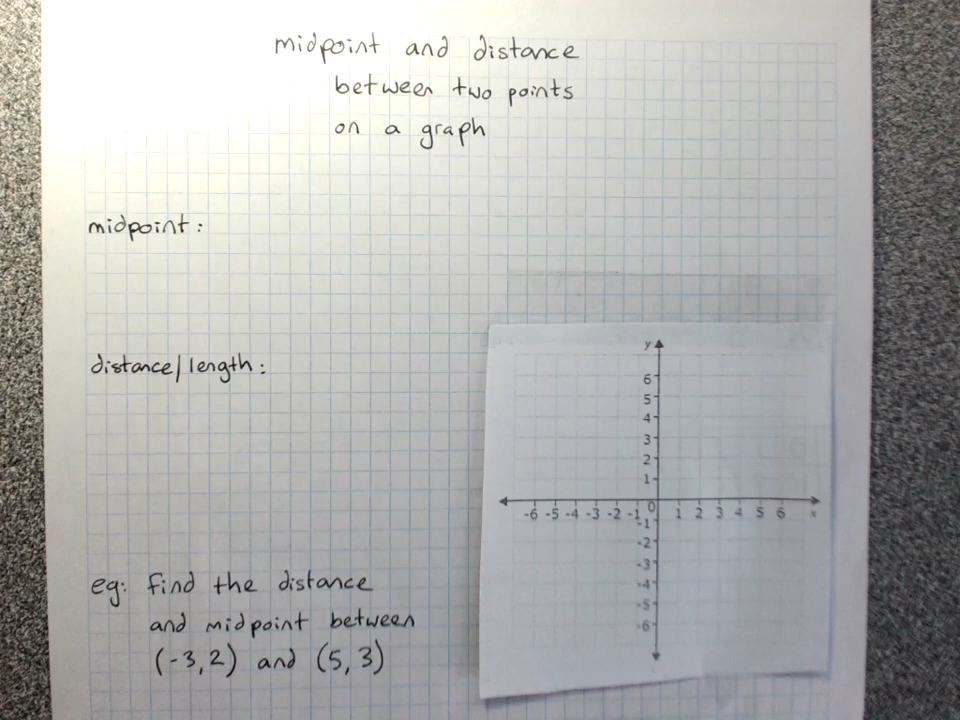 midpoint and distance
between two points
on a graph
midpoint:
distance/length:
y
6
5
4
3
2
1
-6 -5 -4 -3 -2 -1 0 1 2 3 4 5 6 x
-1
-2
-3
-4
-5
-6
eg: find the distance
and midpoint between
(-3,2) and (5,3)